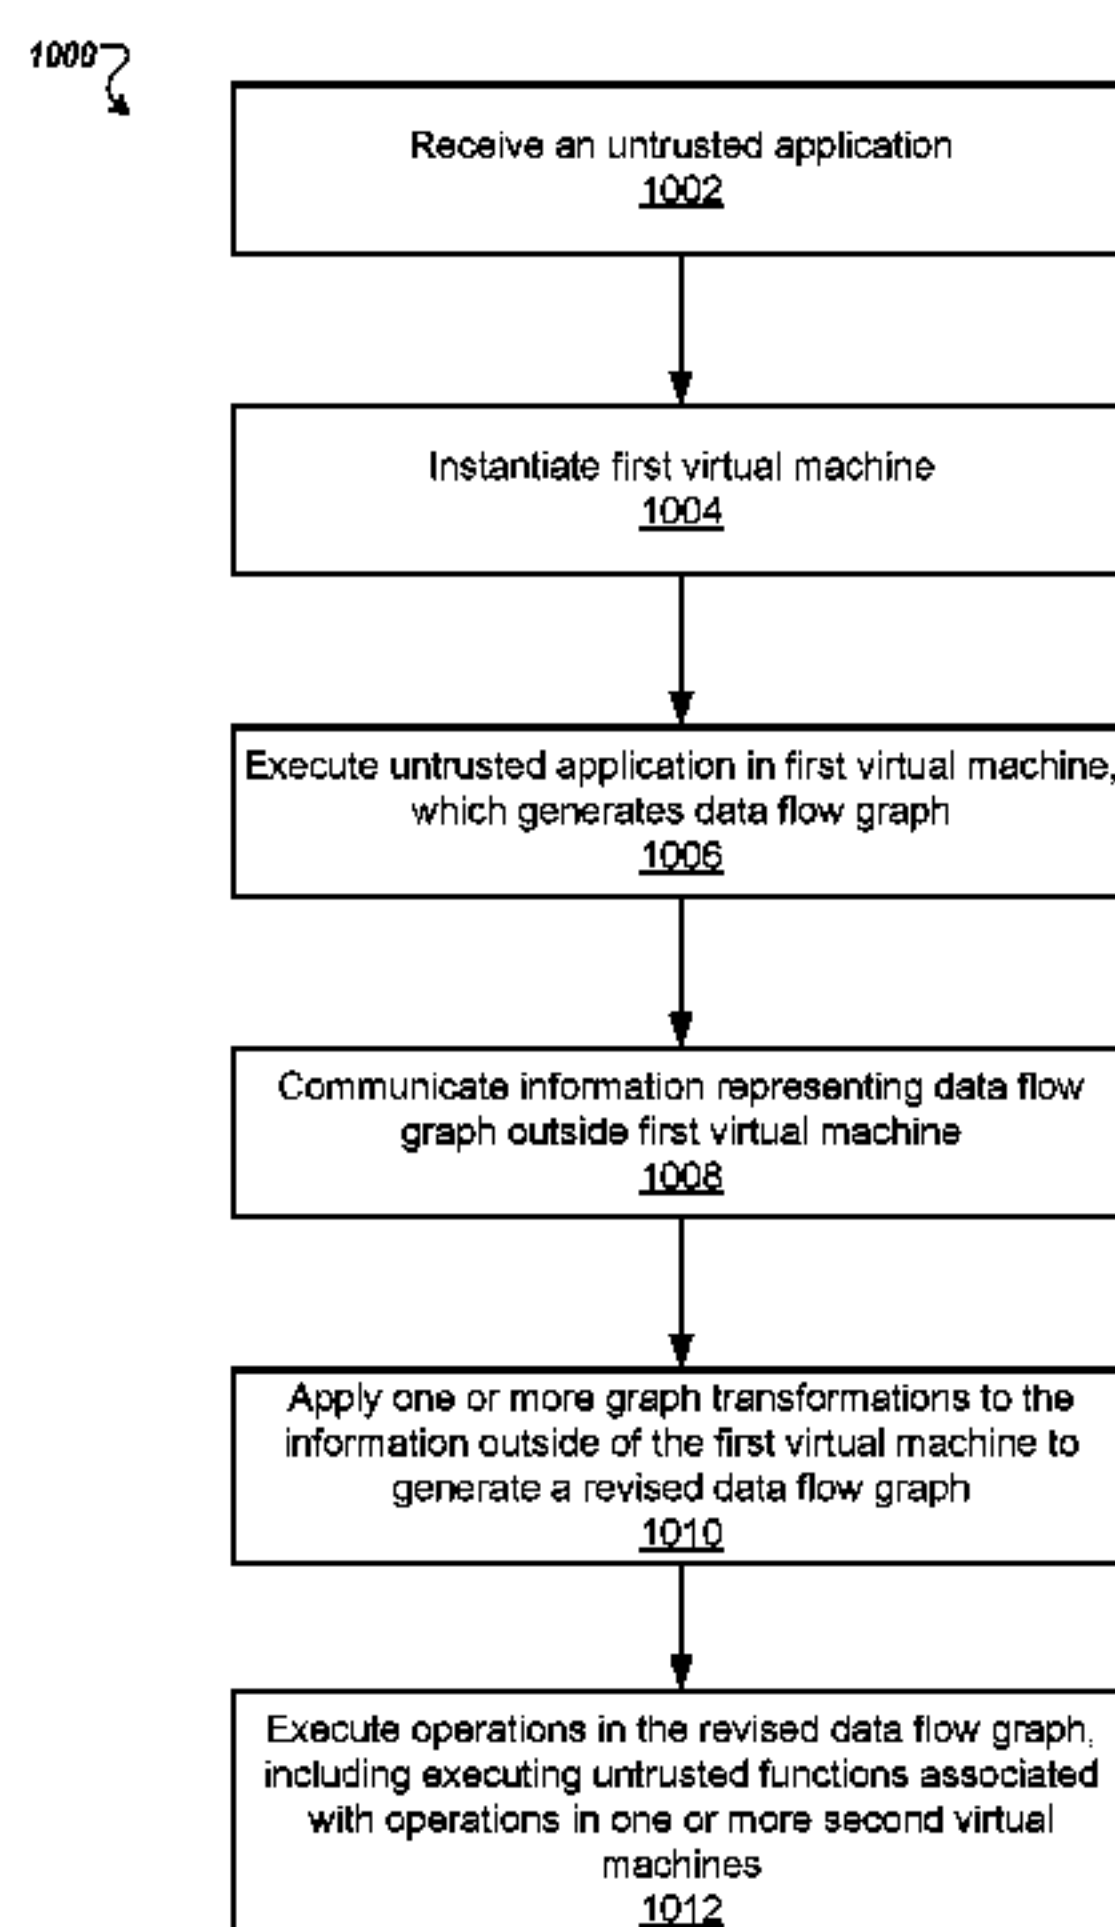 1000
Receive an untrusted application
1002
Instantiate first virtual machine
1004
Execute untrusted application in first virtual machine,
which generates data flow graph
1006
Communicate information representing data flow
graph outside first virtual machine
1008
Apply one or more graph transformations to the
information outside of the first virtual machine to
generate a revised data flow graph
1010
Execute operations in the revised data flow graph,
including executing untrusted functions associated
with operations in one or more second virtual
machines
1012